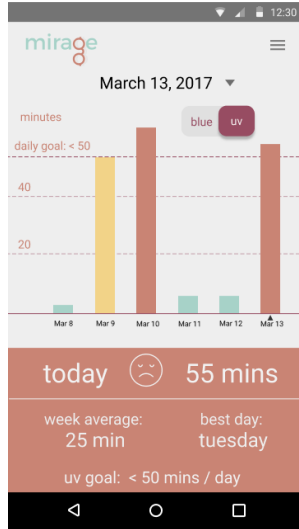 12:30
mirage
March 13, 2017
minutes
blue uv
daily goal: < 50
40
20
Mar 8 Mar 9 Mar 10 Mar 11 Mar 12 Mar 13
today 55 mins
week average: best day:
25 min tuesday
uv goal: < 50 mins / day